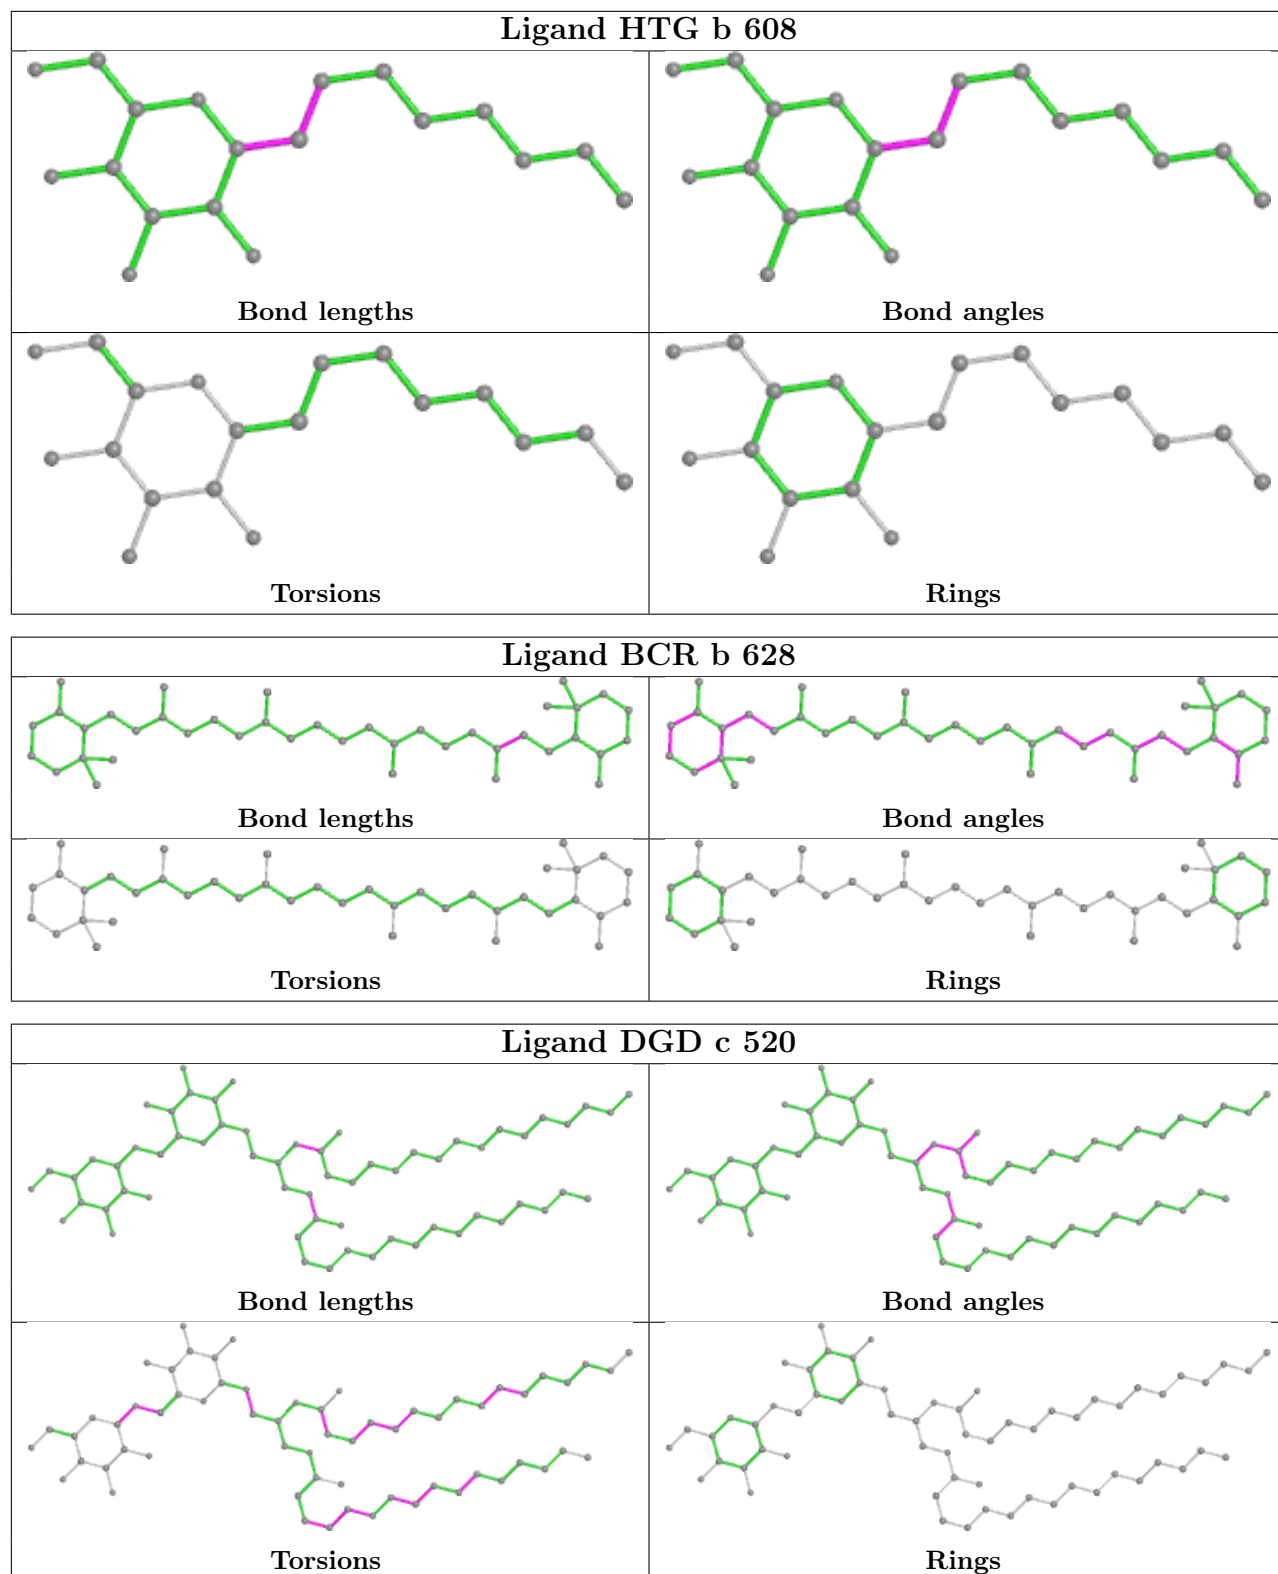 Ligand HTG b 608
Bond lengths
Bond angles
Torsions
Rings
Ligand BCR b 628
Bond lengths
Bond angles
Torsions
Rings
Ligand DGD c 520
Bond lengths
Bond angles
Torsions
Rings